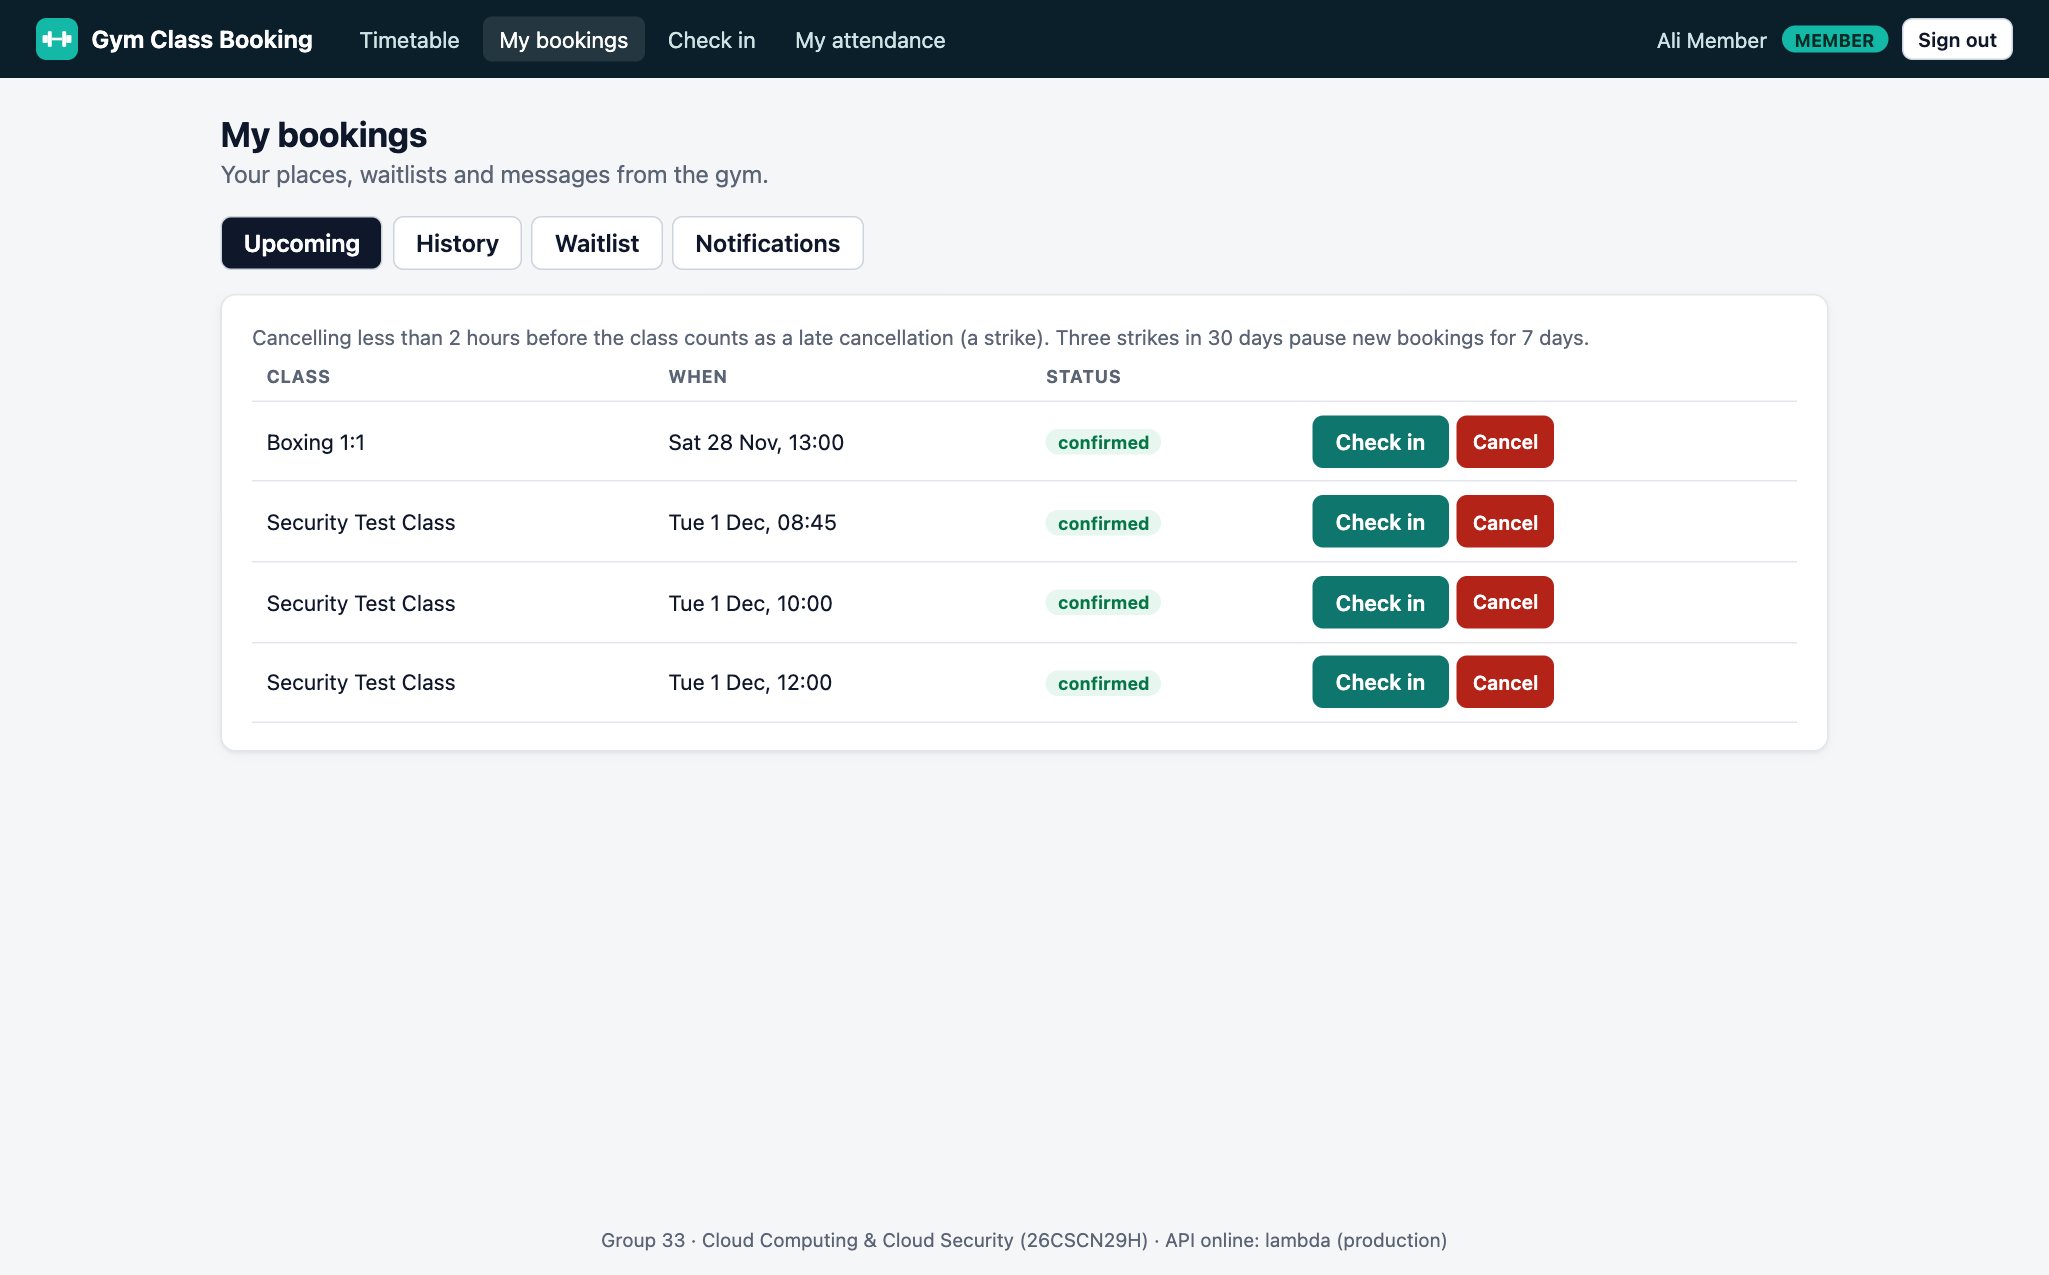 Gym Class Booking Timetable My bookings Check in My attendance Ali Member MEMBER Sign out
My bookings
Your places, waitlists and messages from the gym.
Upcoming History Waitlist Notifications
Cancelling less than 2 hours before the class counts as a late cancellation (a strike). Three strikes in 30 days pause new bookings for 7 days.
CLASS WHEN STATUS
Boxing 1:1 Sat 28 Nov, 13:00 confirmed Check in Cancel
Security Test Class Tue 1 Dec, 08:45 confirmed Check in Cancel
Security Test Class Tue 1 Dec, 10:00 confirmed Check in Cancel
Security Test Class Tue 1 Dec, 12:00 confirmed Check in Cancel
Group 33 · Cloud Computing & Cloud Security (26CSCN29H) · API online: lambda (production)